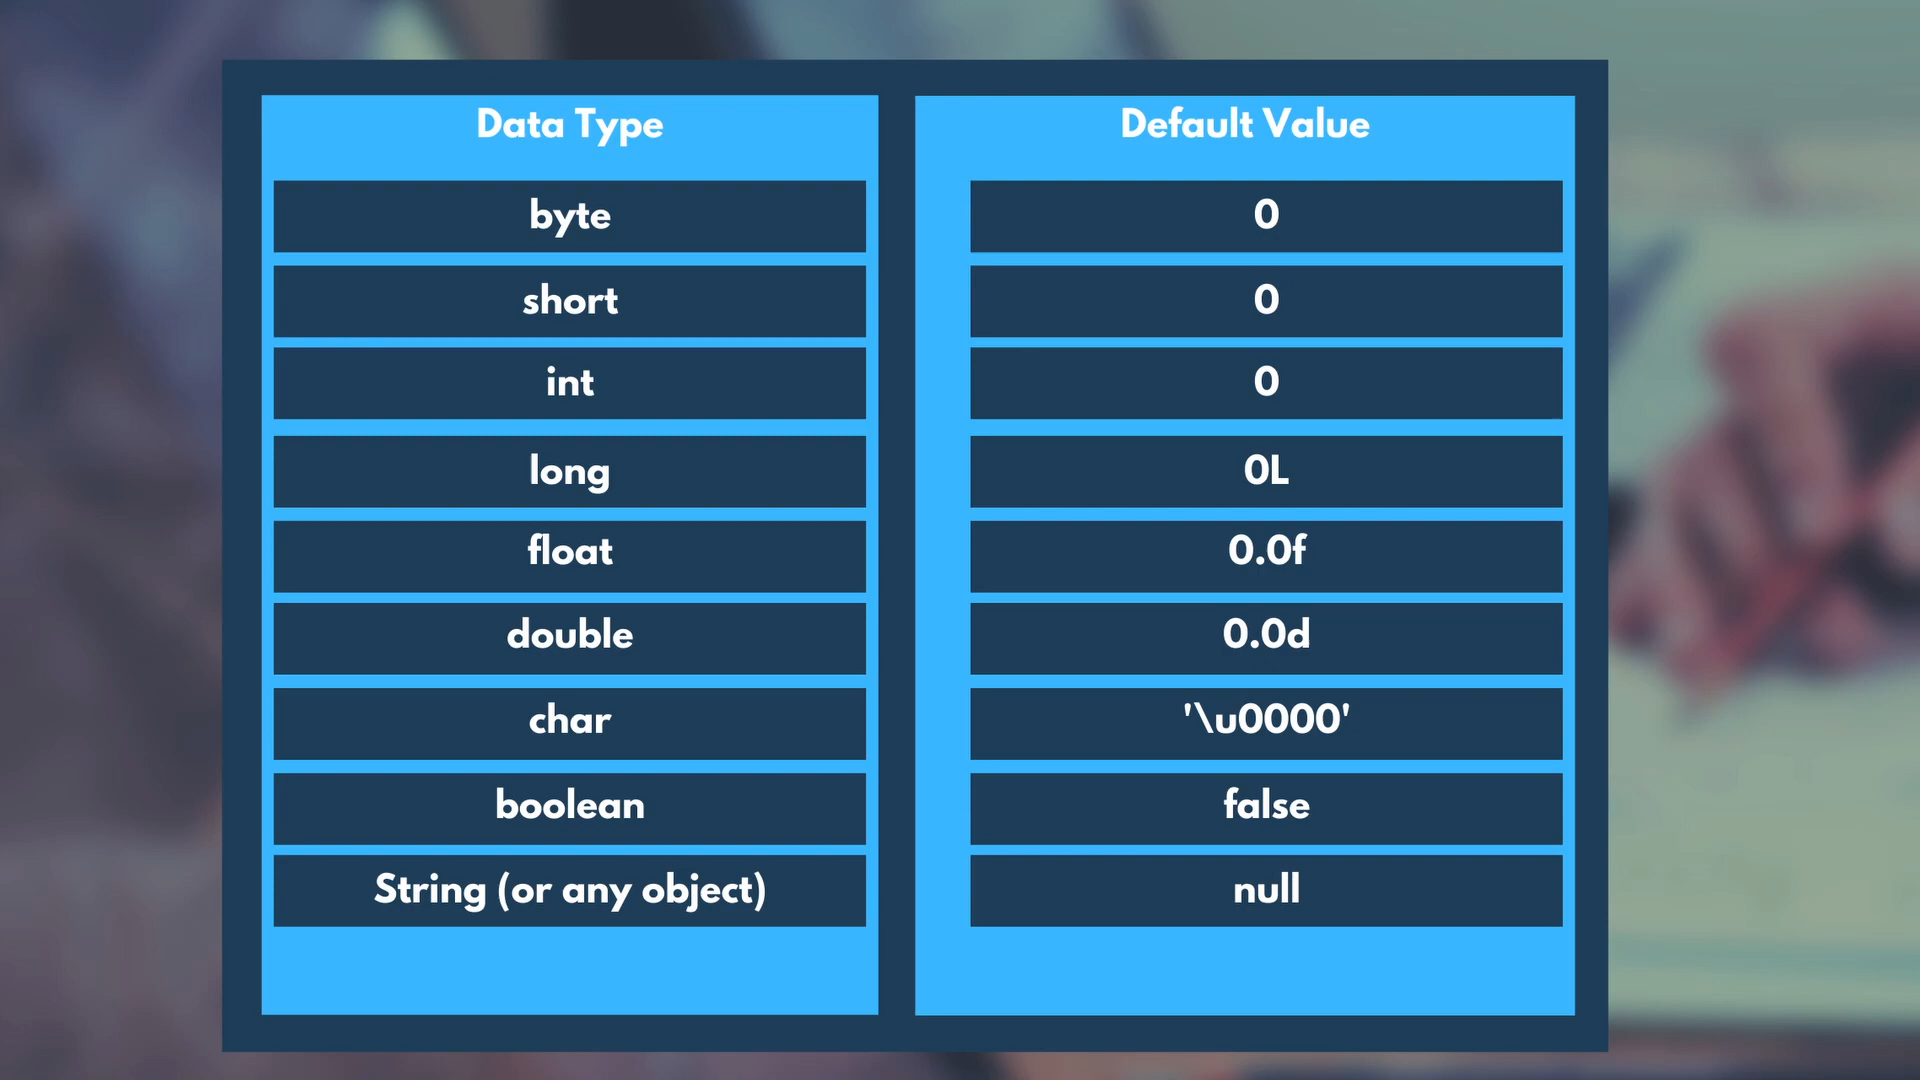 Data Type Default Value
byte 0
short 0
int 0
long 0L
float 0.0f
double 0.0d
char '\u0000'
boolean false
String (or any object) null